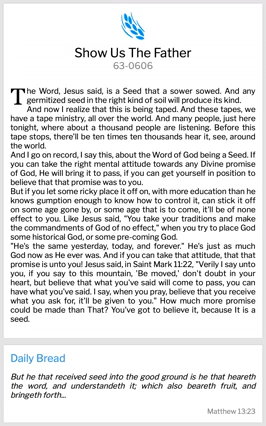 Show Us The Father
63-0606
The Word, Jesus said, is a Seed that a sower sowed. And any
germitized seed in the right kind of soil will produce its kind.
And now I realize that this is being taped. And these tapes, we
have a tape ministry, all over the world. And many people, just here
tonight, where about a thousand people are listening. Before this
tape stops, there'll be ten times ten thousands hear it, see, around
the world.
And I go on record, I say this, about the Word of God being a Seed. If
you can take the right mental attitude towards any Divine promise
of God, He will bring it to pass, if you can get yourself in position to
believe that that promise was to you.
But if you let some ricky place it off on, with more education than he
knows gumption enough to know how to control it, can stick it off
on some age gone by, or some age that is to come, it'll be of none
effect to you. Like Jesus said, "You take your traditions and make
the commandments of God of no effect," when you try to place God
some historical God, or some pre-coming God.
"He's the same yesterday, today, and forever." He's just as much
God now as He ever was. And if you can take that attitude, that that
promise is unto you! Jesus said, in Saint Mark 11:22, "Verily I say unto
you, if you say to this mountain, 'Be moved,' don't doubt in your
heart, but believe that what you've said will come to pass, you can
have what you've said. I say, when you pray, believe that you receive
what you ask for, it'll be given to you." How much more promise
could be made than That? You've got to believe it, because It is a
seed.
Daily Bread
But he that received seed into the good ground is he that heareth
the word, and understandeth it; which also beareth fruit, and
bringeth forth...
Matthew 13:23